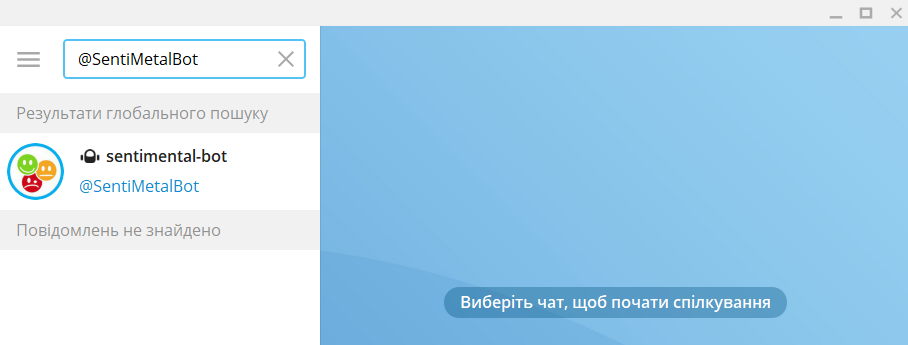 @SentiMetalBot
Результати глобального пошуку
sentimental-bot
@SentiMetalBot
Повідомлень не знайдено
Виберіть чат, щоб почати спілкування